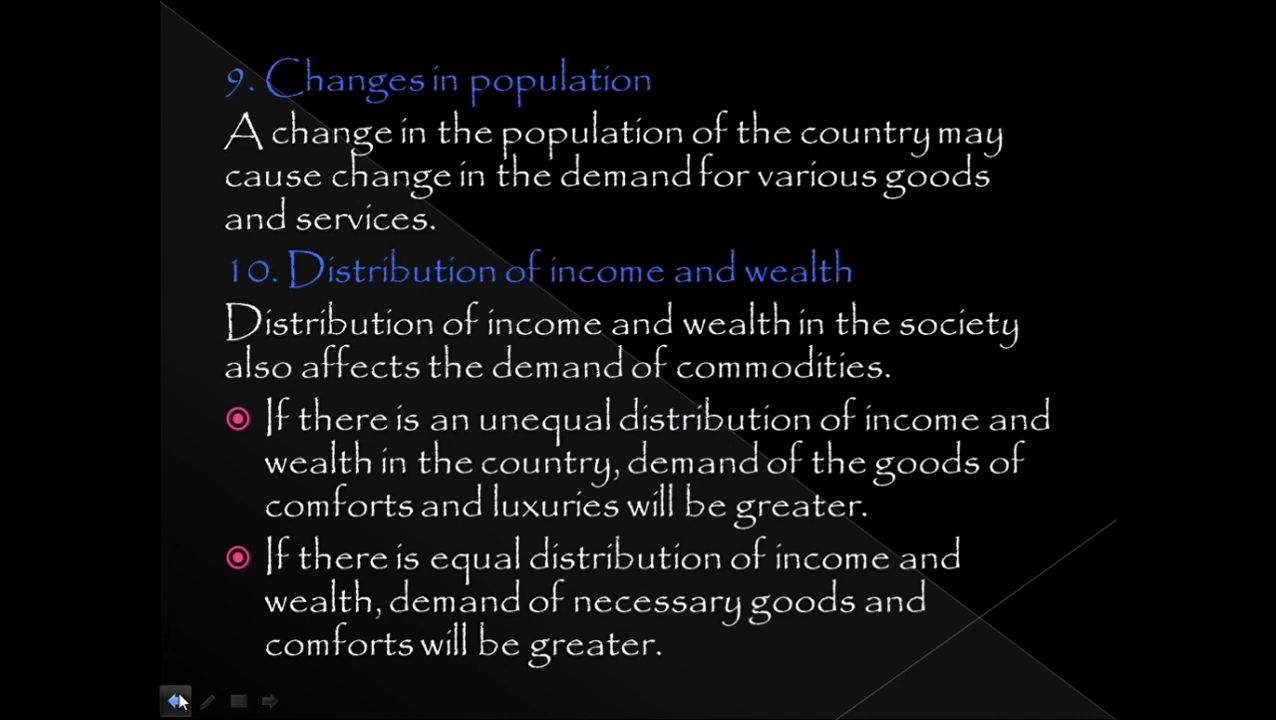 9. Changes in population
A change in the population of the country may
cause change in the demand for various goods
and services.
10. Distribution of income and wealth
Distribution of income and wealth in the society
also affects the demand of commodities.
If there is an unequal distribution of income and
wealth in the country, demand of the goods of
comforts and luxuries will be greater.
If there is equal distribution of income and
wealth, demand of necessary goods and
comforts will be greater.